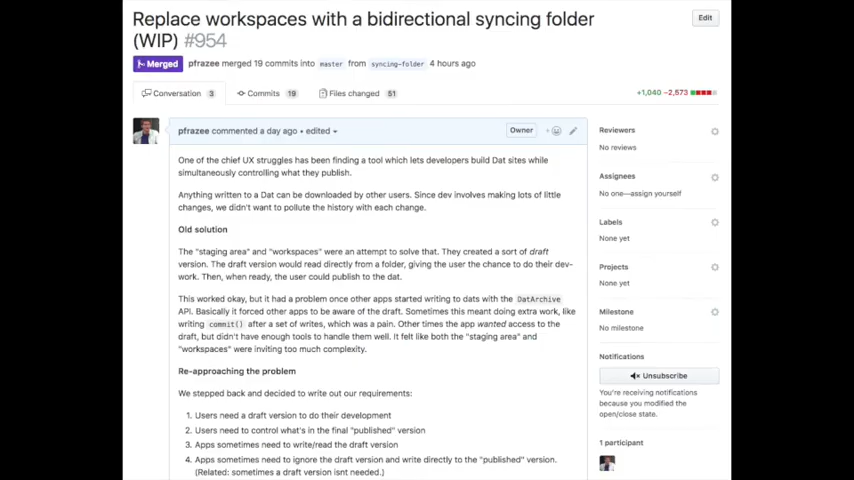 Replace workspaces with a bidirectional syncing folder
(WIP) #954
Edit
Merged
pfrazee merged 19 commits into master from syncing-folder 4 hours ago
Conversation 3
Commits 19
Files changed 51
+1,040 −2,573
pfrazee commented a day ago • edited
Owner
One of the chief UX struggles has been finding a tool which lets developers build Dat sites while
simultaneously controlling what they publish.
Anything written to a Dat can be downloaded by other users. Since dev involves making lots of little
changes, we didn't want to pollute the history with each change.
Old solution
The "staging area" and "workspaces" were an attempt to solve that. They created a sort of draft
version. The draft version would read directly from a folder, giving the user the chance to do their dev-
work. Then, when ready, the user could publish to the dat.
This worked okay, but it had a problem once other apps started writing to dats with the DatArchive
API. Basically it forced other apps to be aware of the draft. Sometimes this meant doing extra work, like
writing commit() after a set of writes, which was a pain. Other times the app wanted access to the
draft, but didn't have enough tools to handle them well. It felt like both the "staging area" and
"workspaces" were inviting too much complexity.
Re-approaching the problem
We stepped back and decided to write out our requirements:
1. Users need a draft version to do their development
2. Users need to control what's in the final "published" version
3. Apps sometimes need to write/read the draft version
4. Apps sometimes need to ignore the draft version and write directly to the "published" version.
(Related: sometimes a draft version isnt needed.)
Reviewers
No reviews
Assignees
No one—assign yourself
Labels
None yet
Projects
None yet
Milestone
No milestone
Notifications
Unsubscribe
You're receiving notifications
because you modified the
open/close state.
1 participant